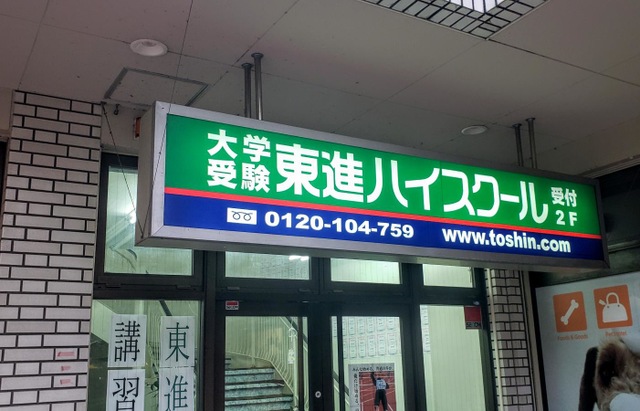 大学
受験
東進ハイスクール
受付
2F
0120-104-759
www.toshin.com
講習
東進